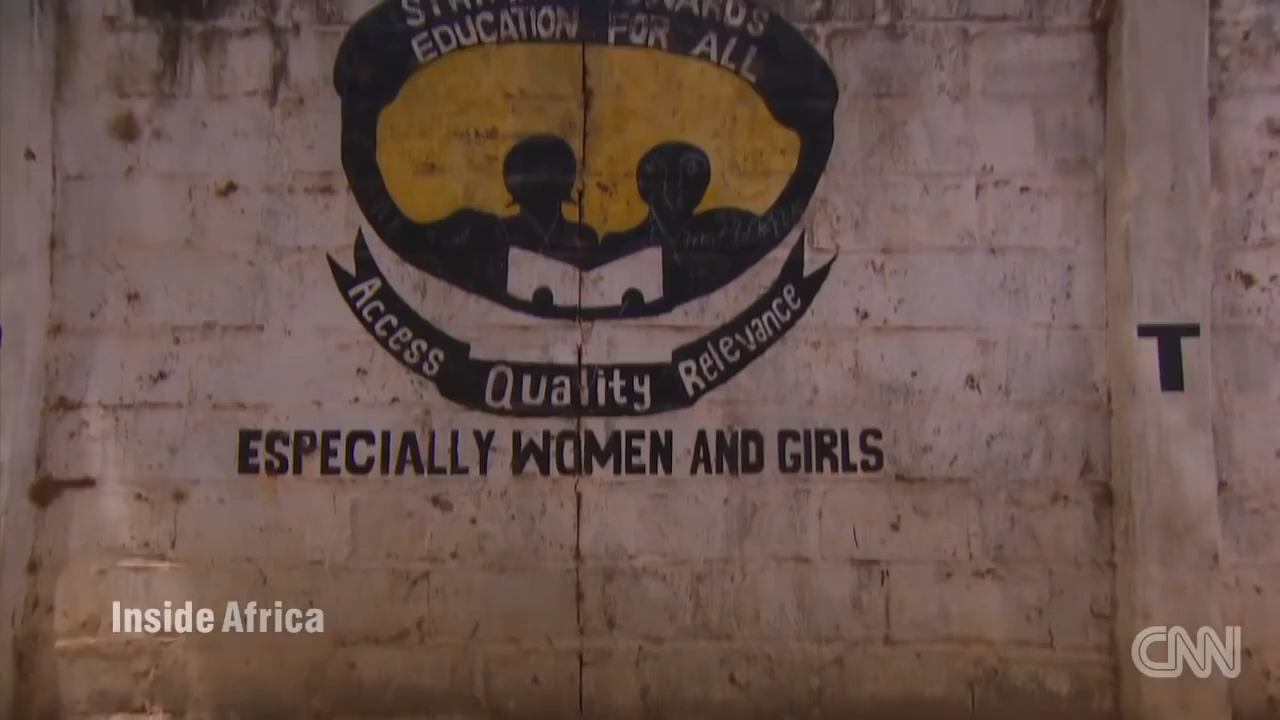 EDUCATION FOR ALL
Access Quality Relevance
ESPECIALLY WOMEN AND GIRLS
T
Inside Africa
CNN